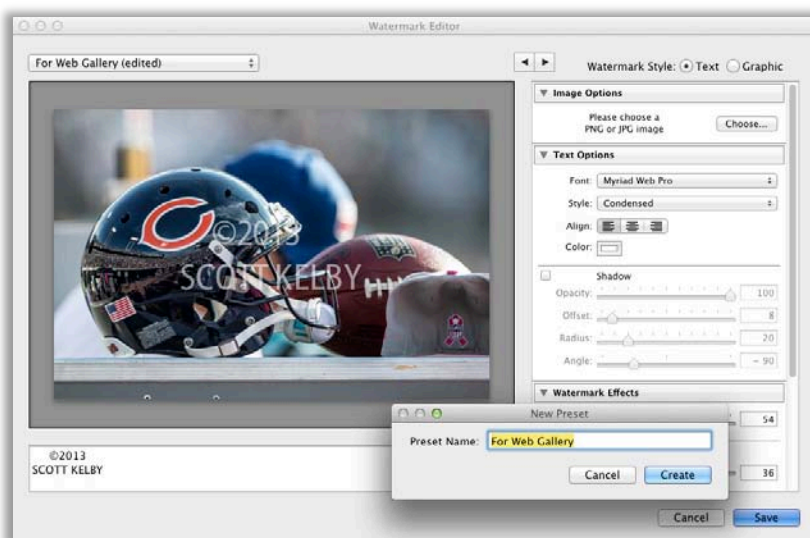 Watermark Editor
For Web Gallery (edited)
Watermark Style: Text Graphic
Image Options
Please choose a
PNG or JPG image
Choose...
Text Options
Font: Myriad Web Pro
Style: Condensed
Align:
Color:
Shadow
Opacity: 100
Offset: 8
Radius: 20
Angle: - 90
Watermark Effects
54
36
©2013
SCOTT KELBY
NFL
New Preset
Preset Name: For Web Gallery
Cancel Create
©2013
SCOTT KELBY
Cancel Save